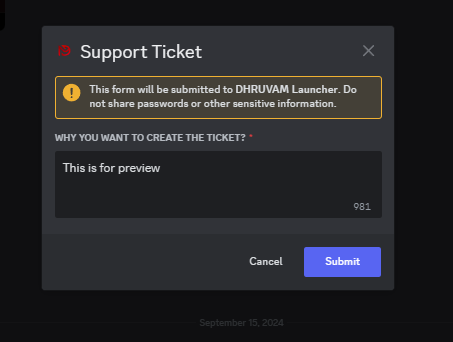 Support Ticket
This form will be submitted to DHRUVAM Launcher. Do
not share passwords or other sensitive information.
WHY YOU WANT TO CREATE THE TICKET? *
This is for preview
981
Cancel
Submit
September 15, 2024